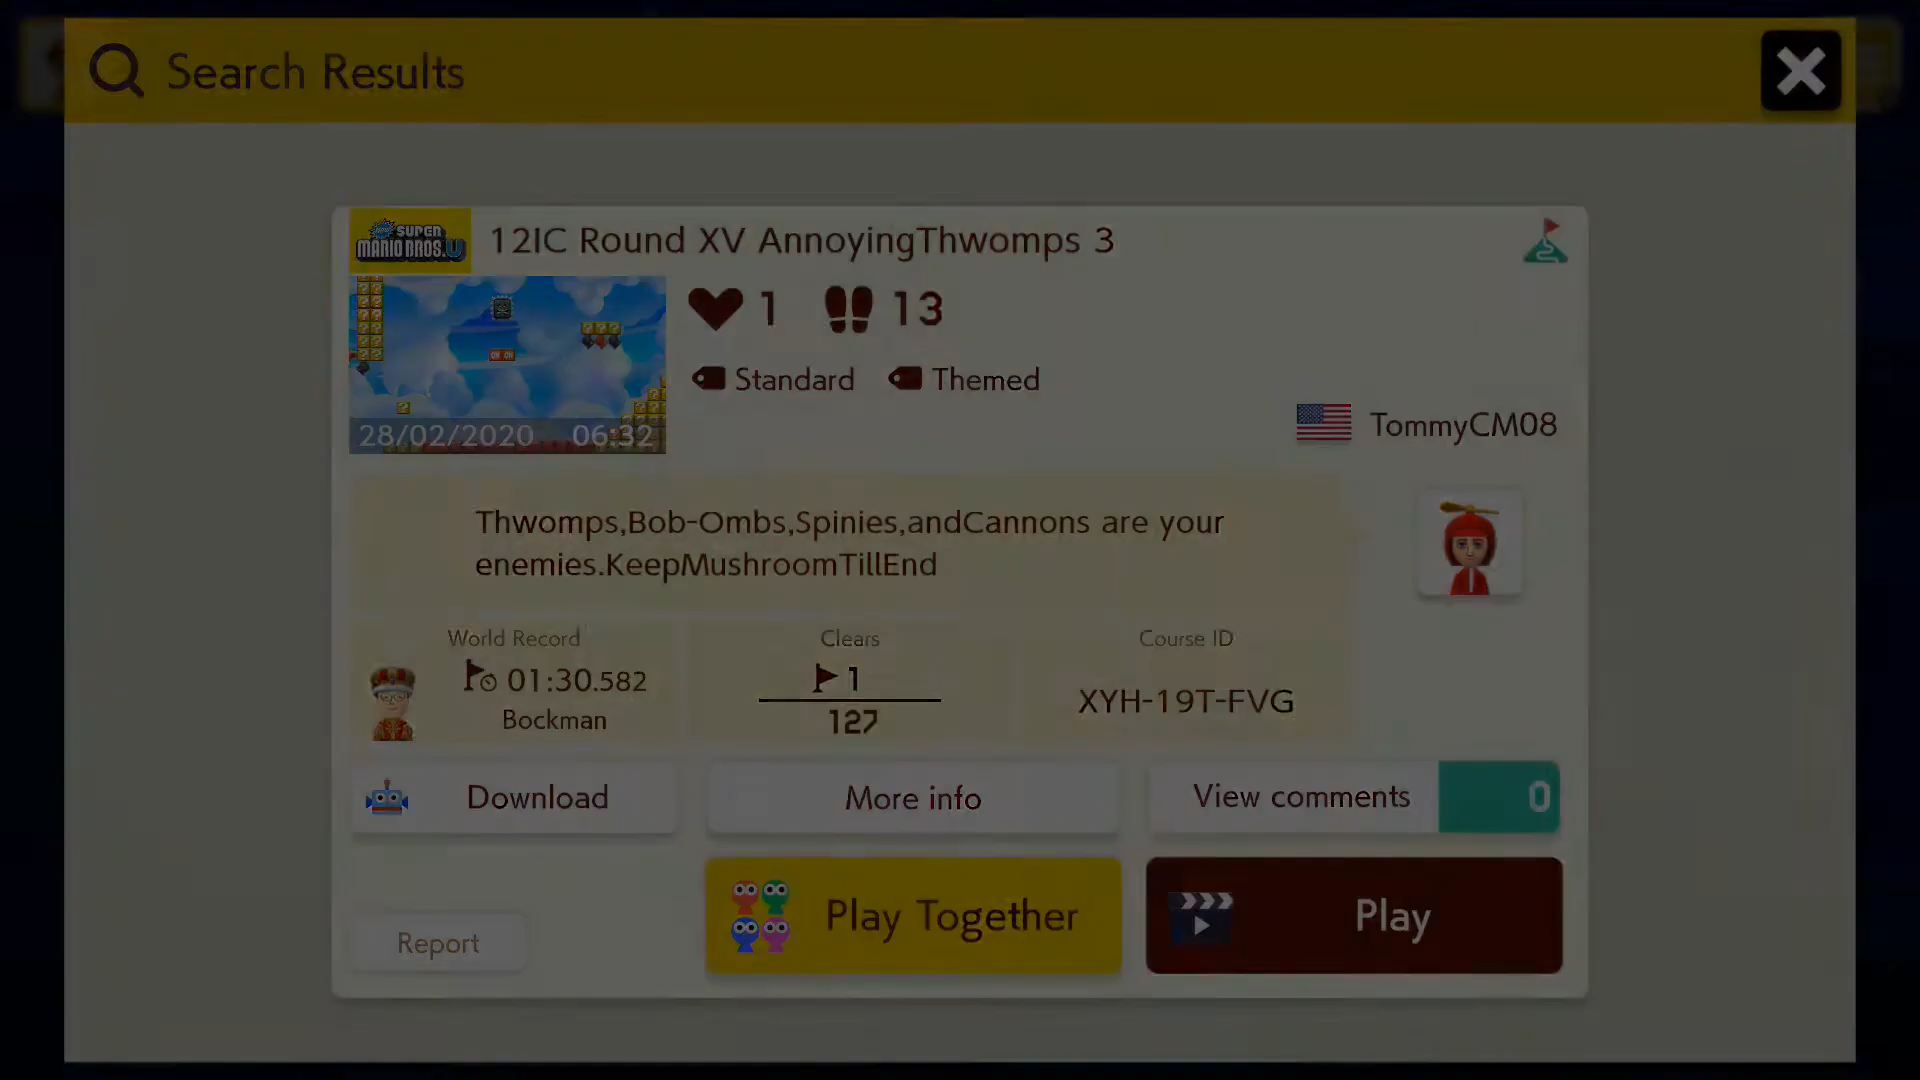 Search Results
NEW SUPER MARIO BROS. U
12IC Round XV AnnoyingThwomps 3
1 13
Standard Themed
28/02/2020 06:32
TommyCM08
Thwomps,Bob-Ombs,Spinies,andCannons are your
enemies.KeepMushroomTillEnd
World Record
01:30.582
Bockman
Clears
1
127
Course ID
XYH-19T-FVG
Download
More info
View comments 0
Report
Play Together
Play